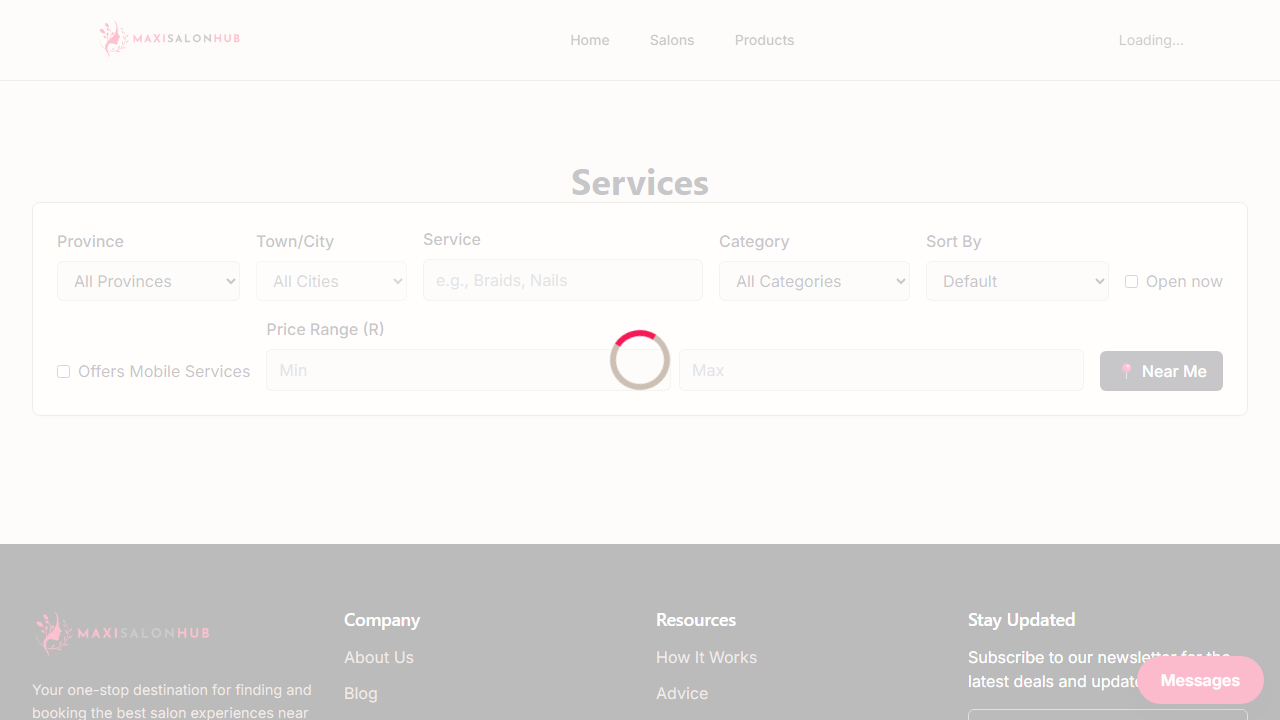 MAXISALONHUB
Home
Salons
Products
Loading...
Services
Province
Town/City
Service
Category
Sort By
All Provinces
All Cities
e.g., Braids, Nails
All Categories
Default
Open now
Price Range (R)
Offers Mobile Services
Min
Max
📍 Near Me
MAXISALONHUB
Your one-stop destination for finding and
booking the best salon experiences near
Company
About Us
Blog
Resources
How It Works
Advice
Stay Updated
Subscribe to our newsletter for the
latest deals and update
Messages